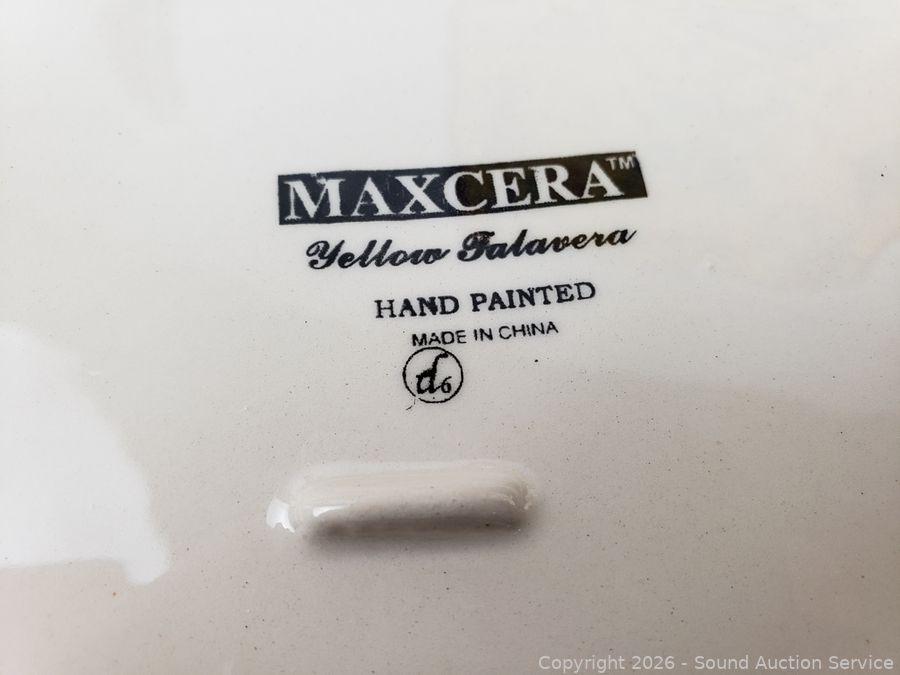 MAXCERA™
Yellow Talavera
HAND PAINTED
MADE IN CHINA
d6
Copyright 2026 - Sound Auction Service